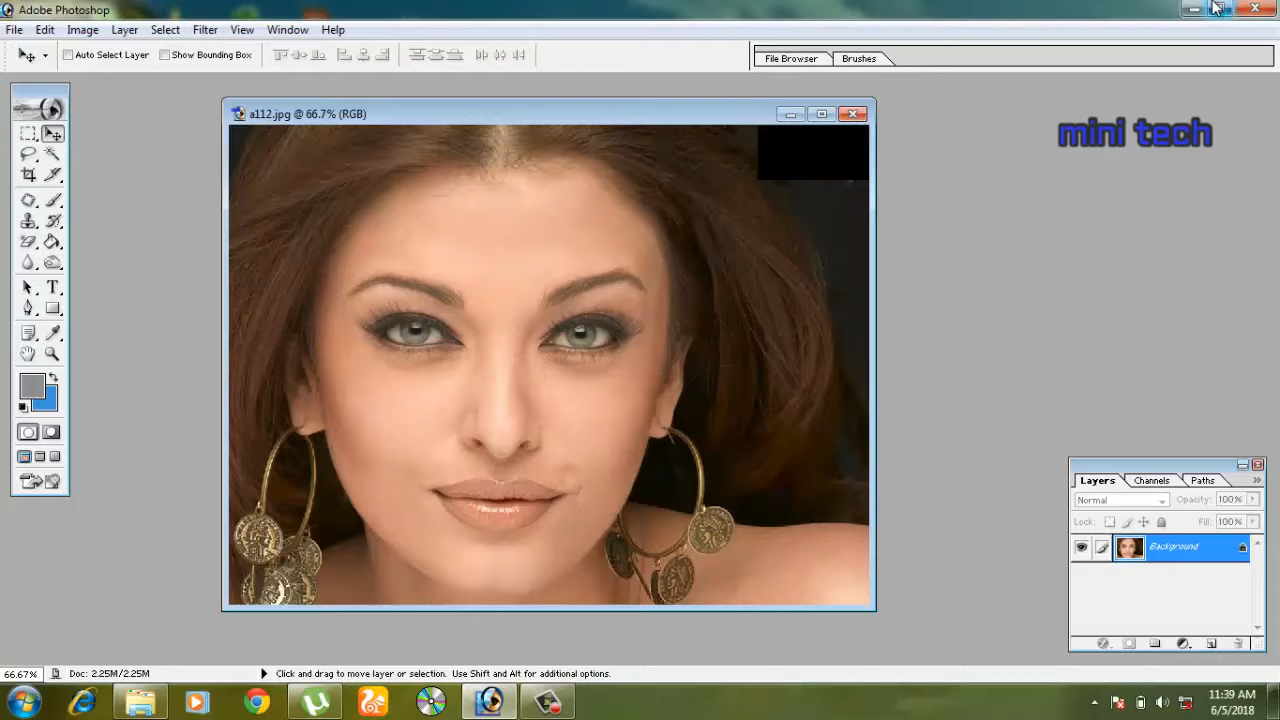 Adobe Photoshop
File Edit Image Layer Select Filter View Window Help
Auto Select Layer Show Bounding Box
File Browser Brushes
a112.jpg @ 66.7% (RGB)
mini tech
Layers Channels Paths
Normal Opacity: 100%
Lock: Fill: 100%
Background
66.67% Doc: 2.25M/2.25M Click and drag to move layer or selection. Use Shift and Alt for additional options.
11:39 AM
6/5/2018